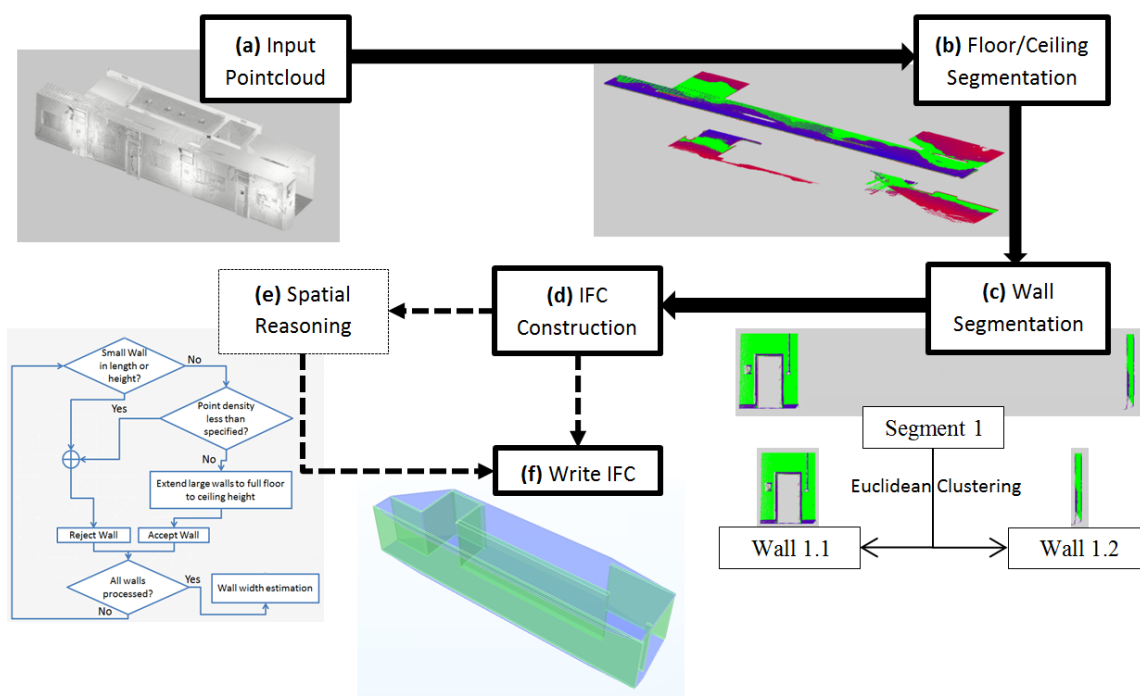 (a) Input
Pointcloud
(b) Floor/Ceiling
Segmentation
(c) Wall
Segmentation
(d) IFC
Construction
(e) Spatial
Reasoning
(f) Write IFC
Small Wall
in length or
height?
No
Yes
Point density
less than
specified?
No
Extend large walls to full floor
to ceiling height
Reject Wall
Accept Wall
All walls
processed?
Yes
No
Wall width estimation
Segment 1
Euclidean Clustering
Wall 1.1
Wall 1.2